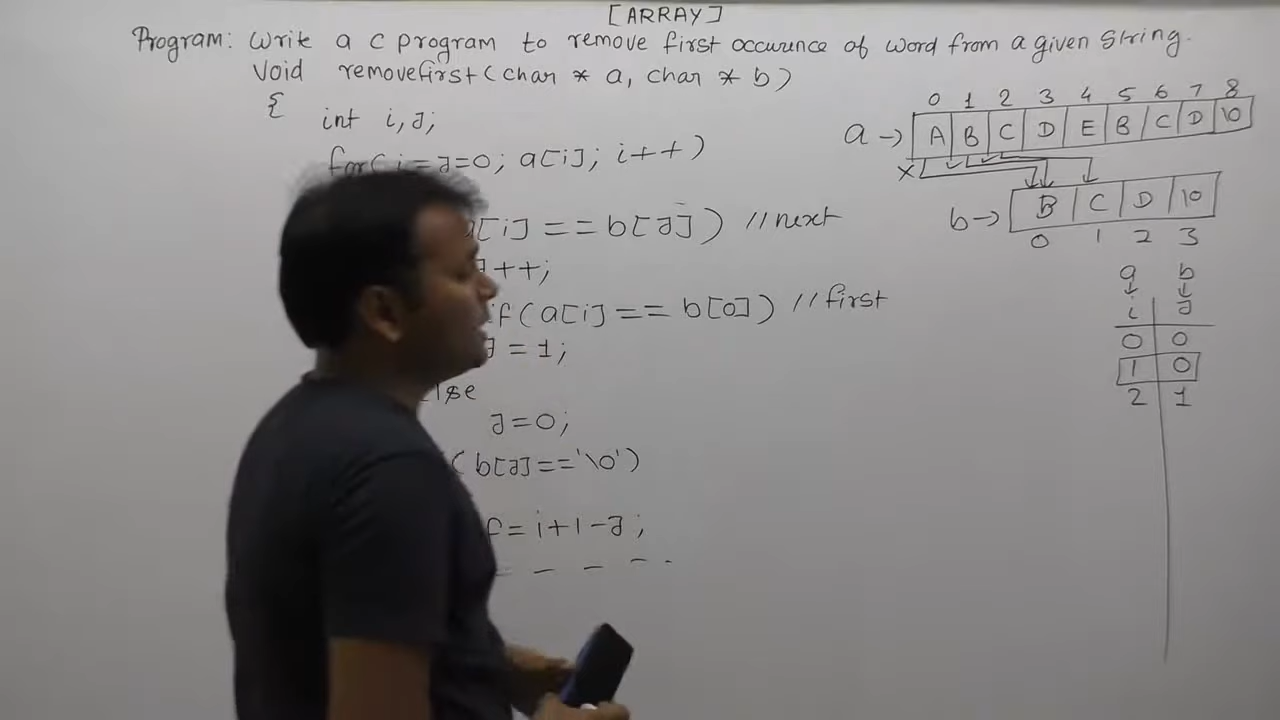 [ARRAY]
Program: Write a c program to remove first occurence of word from a given string.
Void removefirst(char * a, char * b)
{
int i, J;
for(i=J=0; a[i]; i++)
[i] == b[J]) //next
++;
if(a[i] == b[0]) //first
J = 1;
lse
J=0;
(b[J]=='\0')
f = i+1-J;
0 1 2 3 4 5 6 7 8
a-> A B C D E B C D \0
x
b-> B C D \0
0 1 2 3
a b
i J
0 0
1 0
2 1